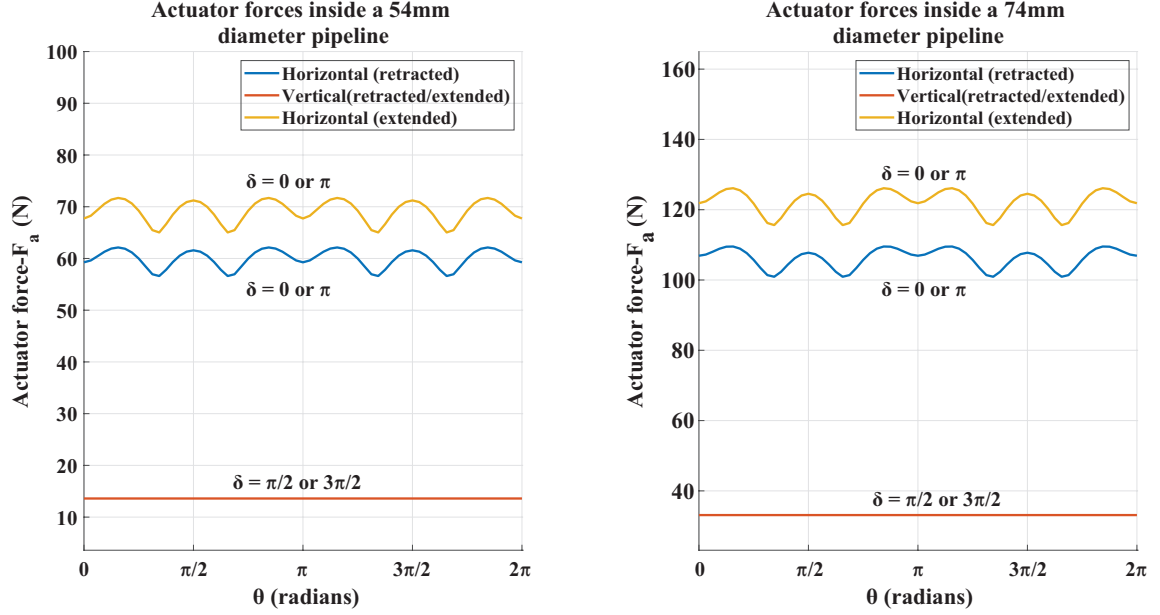 Actuator forces inside a 54mm
diameter pipeline
100
90
80
70
60
50
40
30
20
10
Actuator force-F_a (N)
Horizontal (retracted)
Vertical(retracted/extended)
Horizontal (extended)
δ = 0 or π
δ = 0 or π
δ = π/2 or 3π/2
0
π/2
π
3π/2
2π
θ (radians)
Actuator forces inside a 74mm
diameter pipeline
160
140
120
100
80
60
40
Actuator force-F_a (N)
Horizontal (retracted)
Vertical(retracted/extended)
Horizontal (extended)
δ = 0 or π
δ = 0 or π
δ = π/2 or 3π/2
0
π/2
π
3π/2
2π
θ (radians)